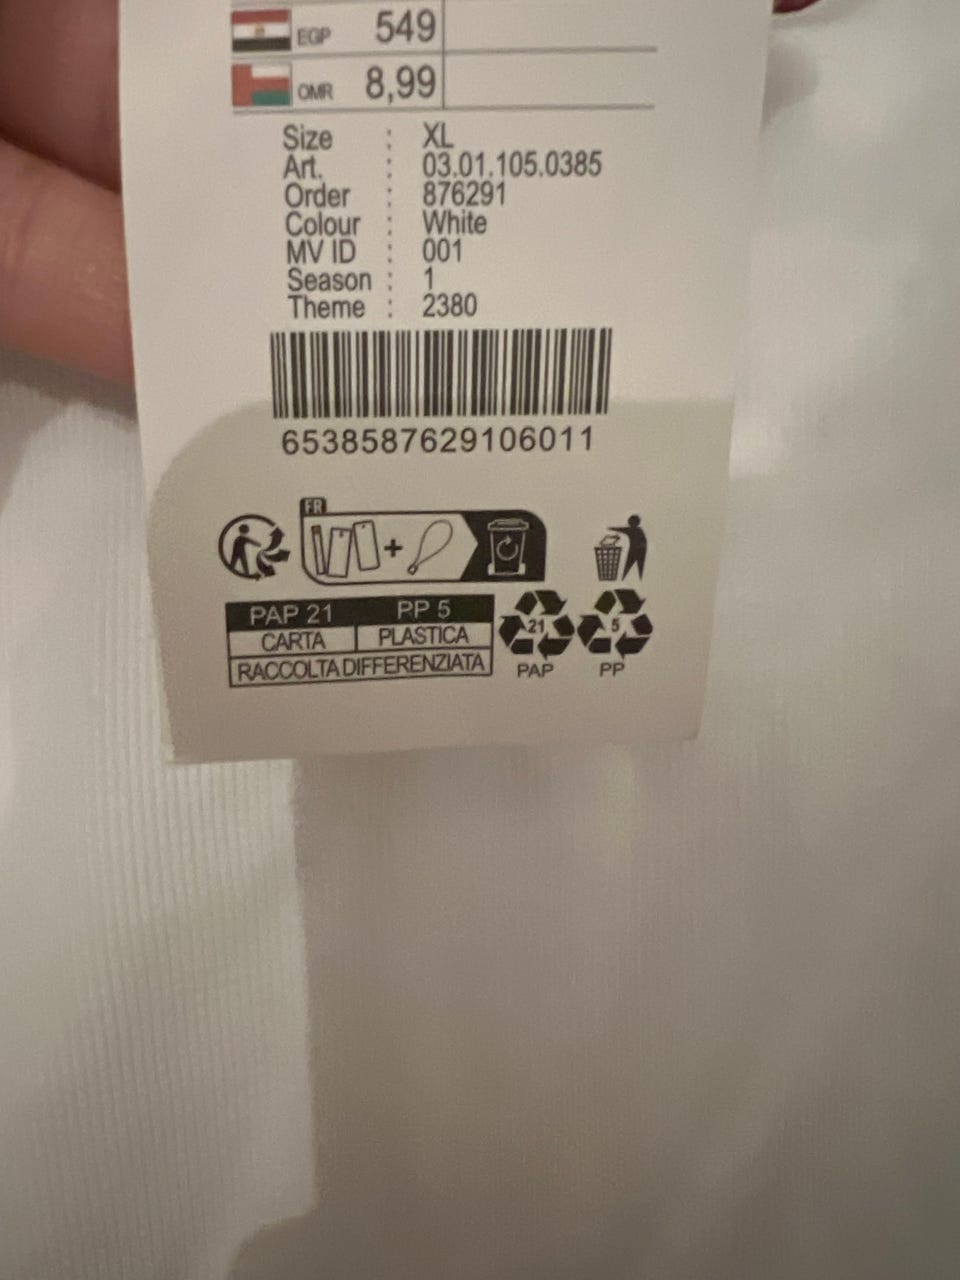 EGP 549
OMR 8,99
Size : XL
Art. : 03.01.105.0385
Order : 876291
Colour : White
MV ID : 001
Season : 1
Theme : 2380
6538587629106011
FR
+
PAP 21 PP 5
CARTA PLASTICA
RACCOLTA DIFFERENZIATA
21 5
PAP PP